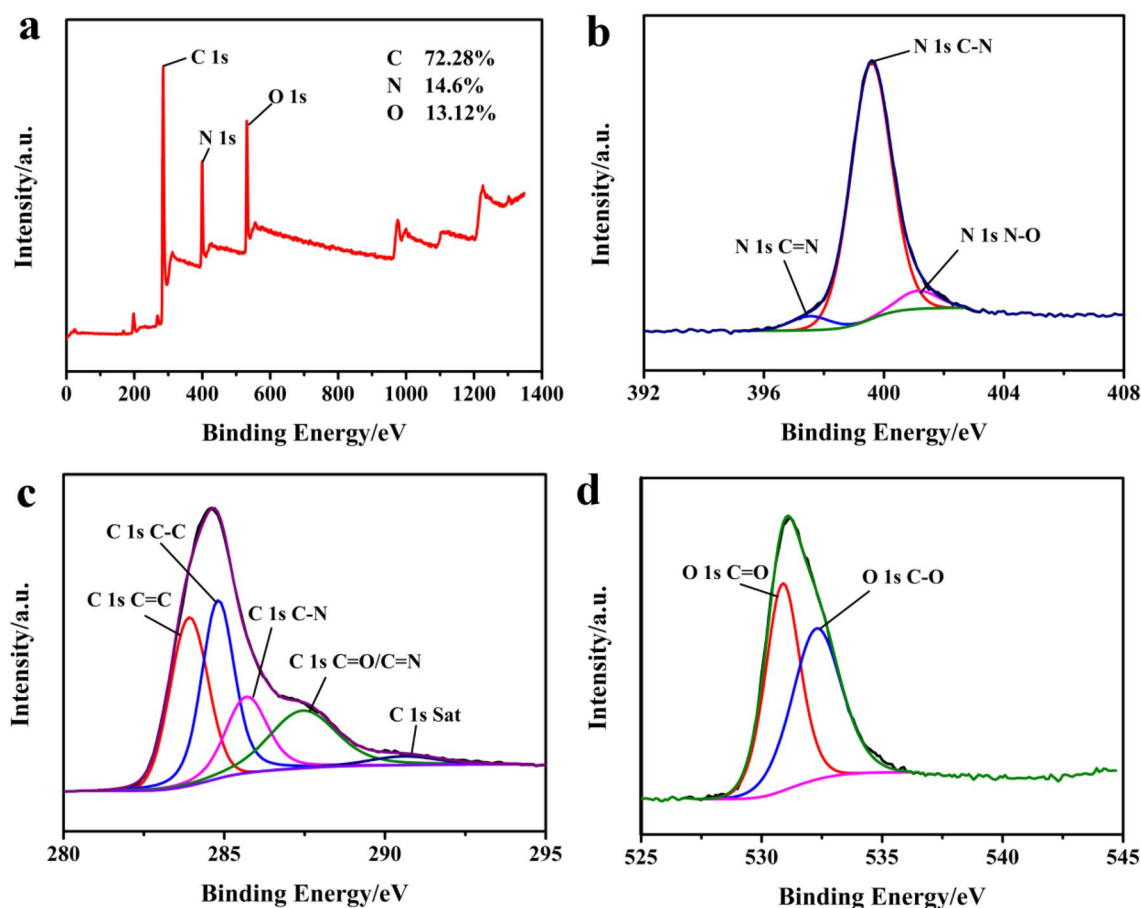 a
C 1s
N 1s
O 1s
C 72.28%
N 14.6%
O 13.12%
Intensity/a.u.
0 200 400 600 800 1000 1200 1400
Binding Energy/eV
b
N 1s C-N
N 1s C=N
N 1s N-O
Intensity/a.u.
392 396 400 404 408
Binding Energy/eV
c
C 1s C-C
C 1s C=C
C 1s C-N
C 1s C=O/C=N
C 1s Sat
Intensity/a.u.
280 285 290 295
Binding Energy/eV
d
O 1s C=O
O 1s C-O
Intensity/a.u.
525 530 535 540 545
Binding Energy/eV